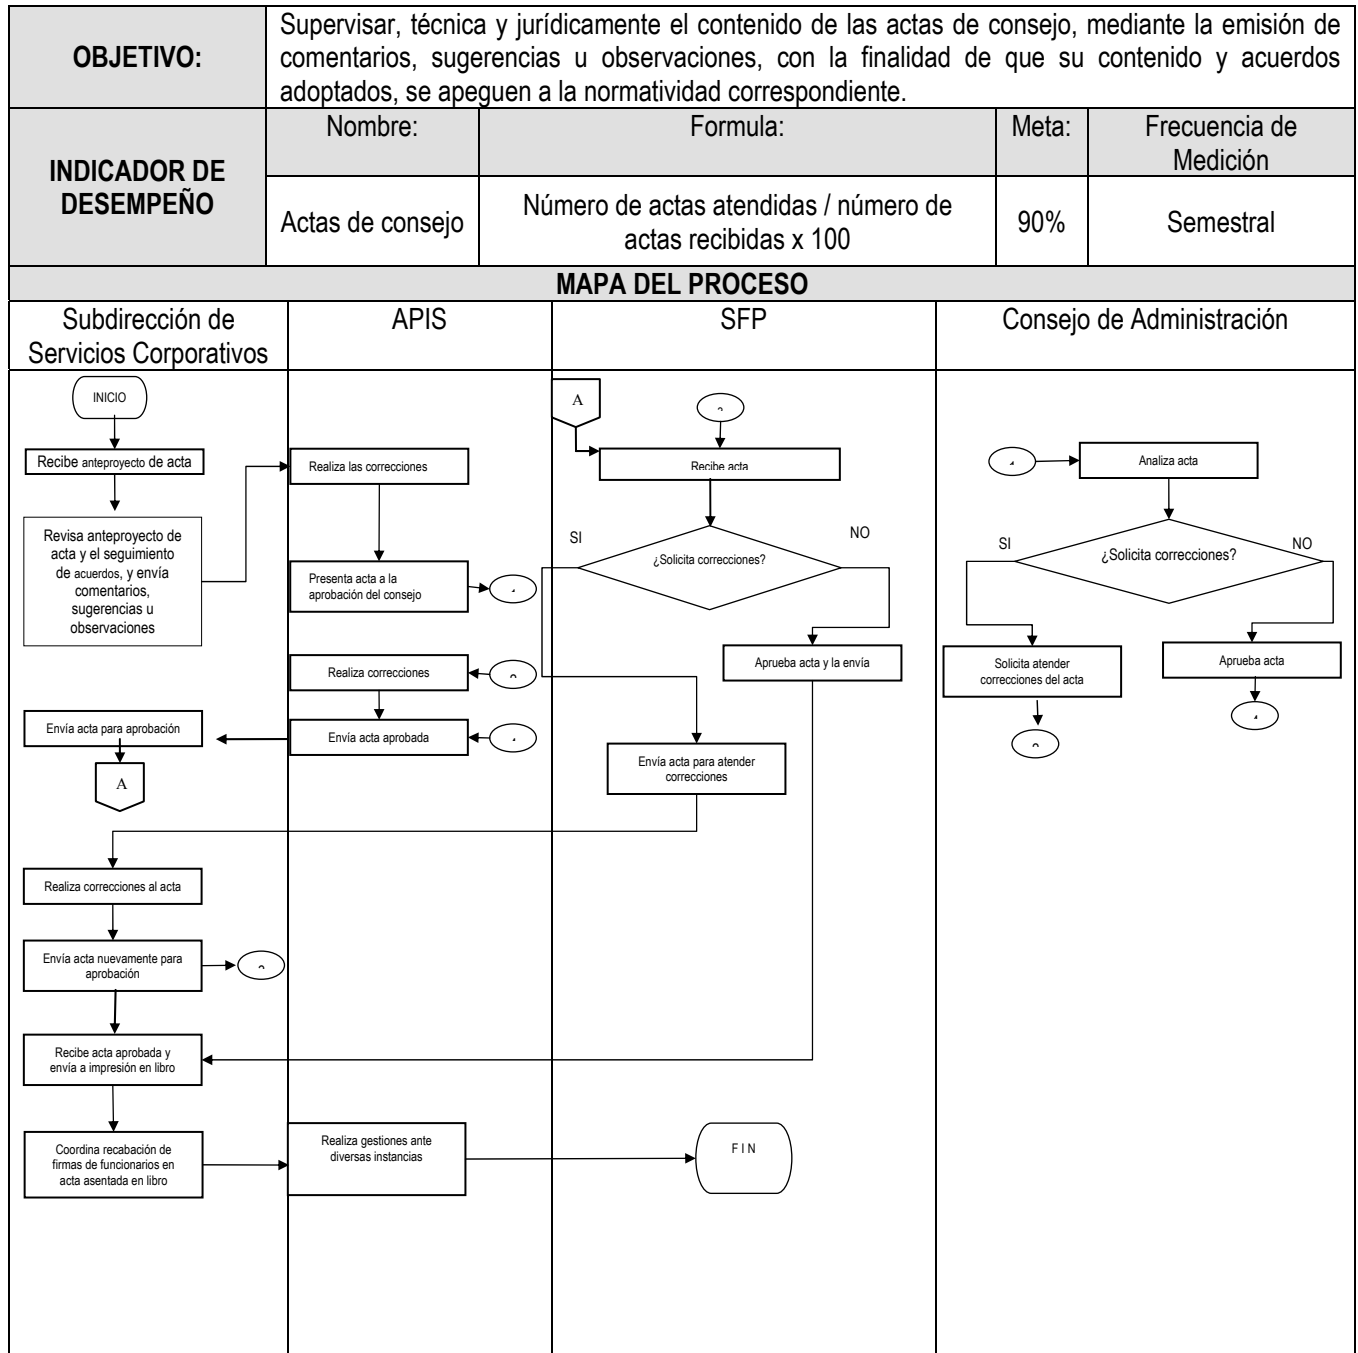 OBJETIVO:
Supervisar, técnica y jurídicamente el contenido de las actas de consejo, mediante la emisión de
comentarios, sugerencias u observaciones, con la finalidad de que su contenido y acuerdos
adoptados, se apeguen a la normatividad correspondiente.
INDICADOR DE
DESEMPEÑO
Nombre:
Formula:
Meta:
Frecuencia de
Medición
Actas de consejo
Número de actas atendidas / número de
actas recibidas x 100
90%
Semestral
MAPA DEL PROCESO
Subdirección de
Servicios Corporativos
APIS
SFP
Consejo de Administración
INICIO
Recibe anteproyecto de acta
Revisa anteproyecto de
acta y el seguimiento
de acuerdos, y envía
comentarios,
sugerencias u
observaciones
Envía acta para aprobación
A
Realiza correcciones al acta
Envía acta nuevamente para
aprobación
Recibe acta aprobada y
envía a impresión en libro
Coordina recabación de
firmas de funcionarios en
acta asentada en libro
Realiza las correcciones
Presenta acta a la
aprobación del consejo
Realiza correcciones
Envía acta aprobada
Realiza gestiones ante
diversas instancias
A
Recibe acta
SI
¿Solicita correcciones?
NO
Aprueba acta y la envía
Envía acta para atender
correcciones
F I N
Analiza acta
SI
¿Solicita correcciones?
NO
Solicita atender
correcciones del acta
Aprueba acta